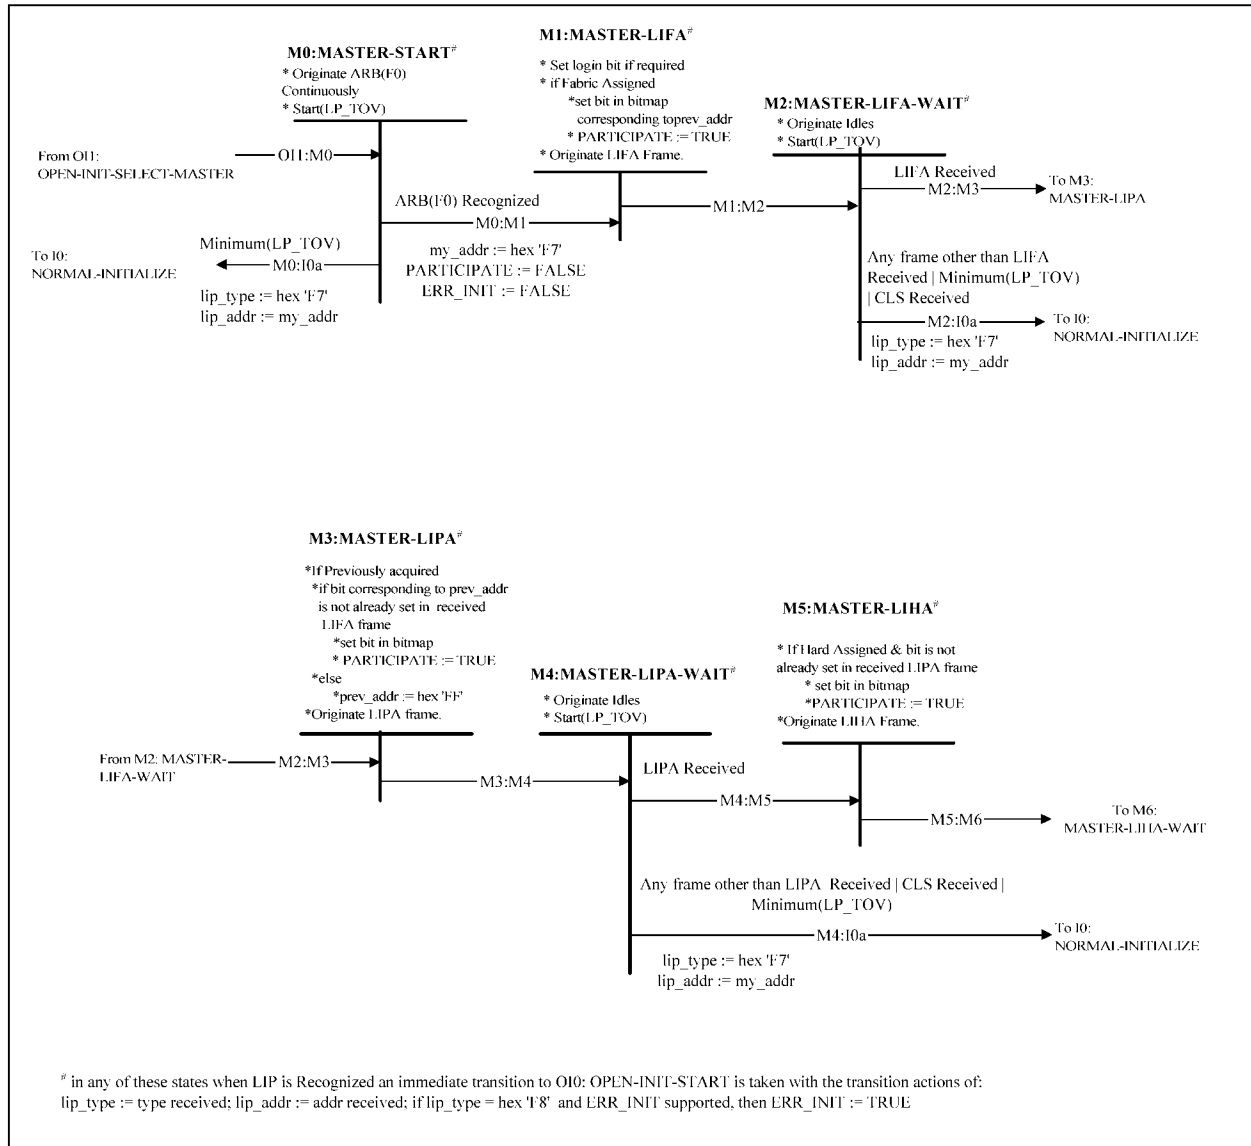 M0:MASTER-START#
* Originate ARB(F0)
Continuously
* Start(LP_TOV)
From OI1:
OPEN-INIT-SELECT-MASTER
OI1:M0
ARB(F0) Recognized
M0:M1
my_addr := hex 'F7'
PARTICIPATE := FALSE
ERR_INIT := FALSE
Minimum(LP_TOV)
M0:I0a
To I0:
NORMAL-INITIALIZE
lip_type := hex 'F7'
lip_addr := my_addr
M1:MASTER-LIFA#
* Set login bit if required
* if Fabric Assigned
*set bit in bitmap
corresponding toprev_addr
* PARTICIPATE := TRUE
* Originate LIFA Frame.
M1:M2
M2:MASTER-LIFA-WAIT#
* Originate Idles
* Start(LP_TOV)
LIFA Received
M2:M3
To M3:
MASTER-LIPA
Any frame other than LIFA
Received | Minimum(LP_TOV)
| CLS Received
M2:I0a
To I0:
NORMAL-INITIALIZE
lip_type := hex 'F7'
lip_addr := my_addr
M3:MASTER-LIPA#
*If Previously acquired
*if bit corresponding to prev_addr
is not already set in received
LIFA frame
*set bit in bitmap
* PARTICIPATE := TRUE
*else
*prev_addr := hex 'FF'
*Originate LIPA frame.
From M2: MASTER-
LIFA-WAIT
M2:M3
M3:M4
M4:MASTER-LIPA-WAIT#
* Originate Idles
* Start(LP_TOV)
LIPA Received
M4:M5
M5:MASTER-LIHA#
* If Hard Assigned & bit is not
already set in received LIPA frame
* set bit in bitmap
*PARTICIPATE := TRUE
*Originate LIHA Frame.
M5:M6
To M6:
MASTER-LIHA-WAIT
Any frame other than LIPA Received | CLS Received |
Minimum(LP_TOV)
M4:I0a
To I0:
NORMAL-INITIALIZE
lip_type := hex 'F7'
lip_addr := my_addr
# in any of these states when LIP is Recognized an immediate transition to OI0: OPEN-INIT-START is taken with the transition actions of:
lip_type := type received; lip_addr := addr received; if lip_type = hex 'F8' and ERR_INIT supported, then ERR_INIT := TRUE